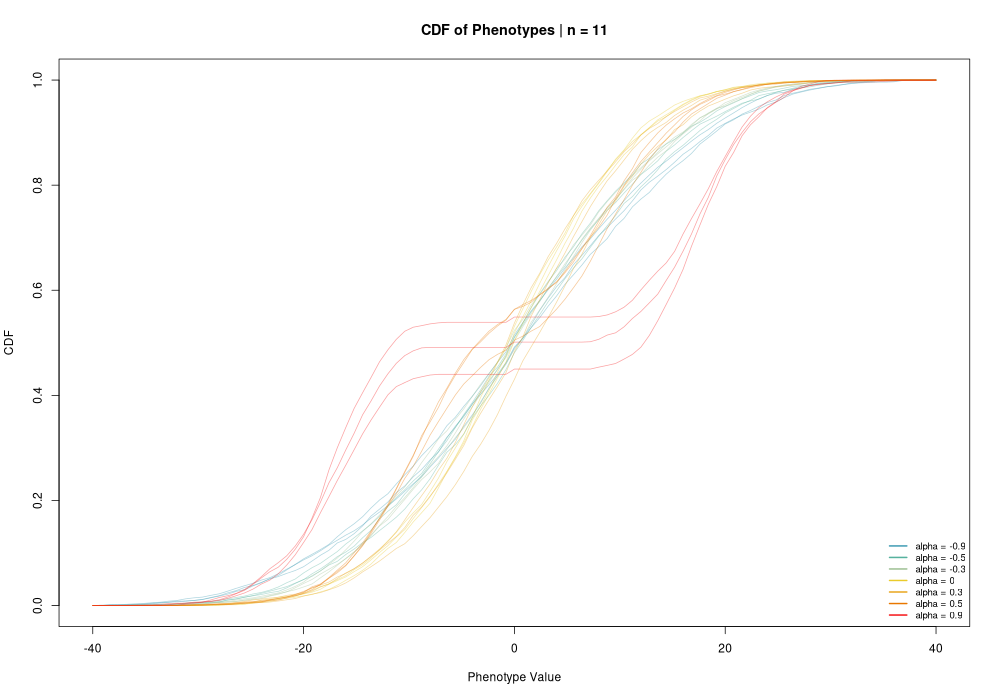 CDF of Phenotypes | n = 11
CDF
1.0
0.8
0.6
0.4
0.2
0.0
-40
-20
0
20
40
Phenotype Value
alpha = -0.9
alpha = -0.5
alpha = -0.3
alpha = 0
alpha = 0.3
alpha = 0.5
alpha = 0.9